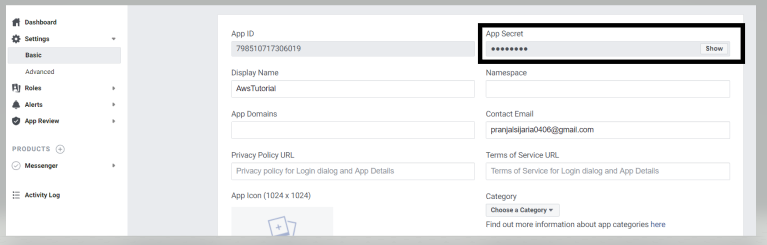 Dashboard
Settings
Basic
Advanced
Roles
Alerts
App Review
PRODUCTS
Messenger
Activity Log
App ID
798510717306019
App Secret
●●●●●●●●
Show
Display Name
AwsTutorial
Namespace
App Domains
Contact Email
pranjalsijaria0406@gmail.com
Privacy Policy URL
Privacy policy for Login dialog and App Details
Terms of Service URL
Terms of Service for Login dialog and App Details
App Icon (1024 x 1024)
Category
Choose a Category
Find out more information about app categories here